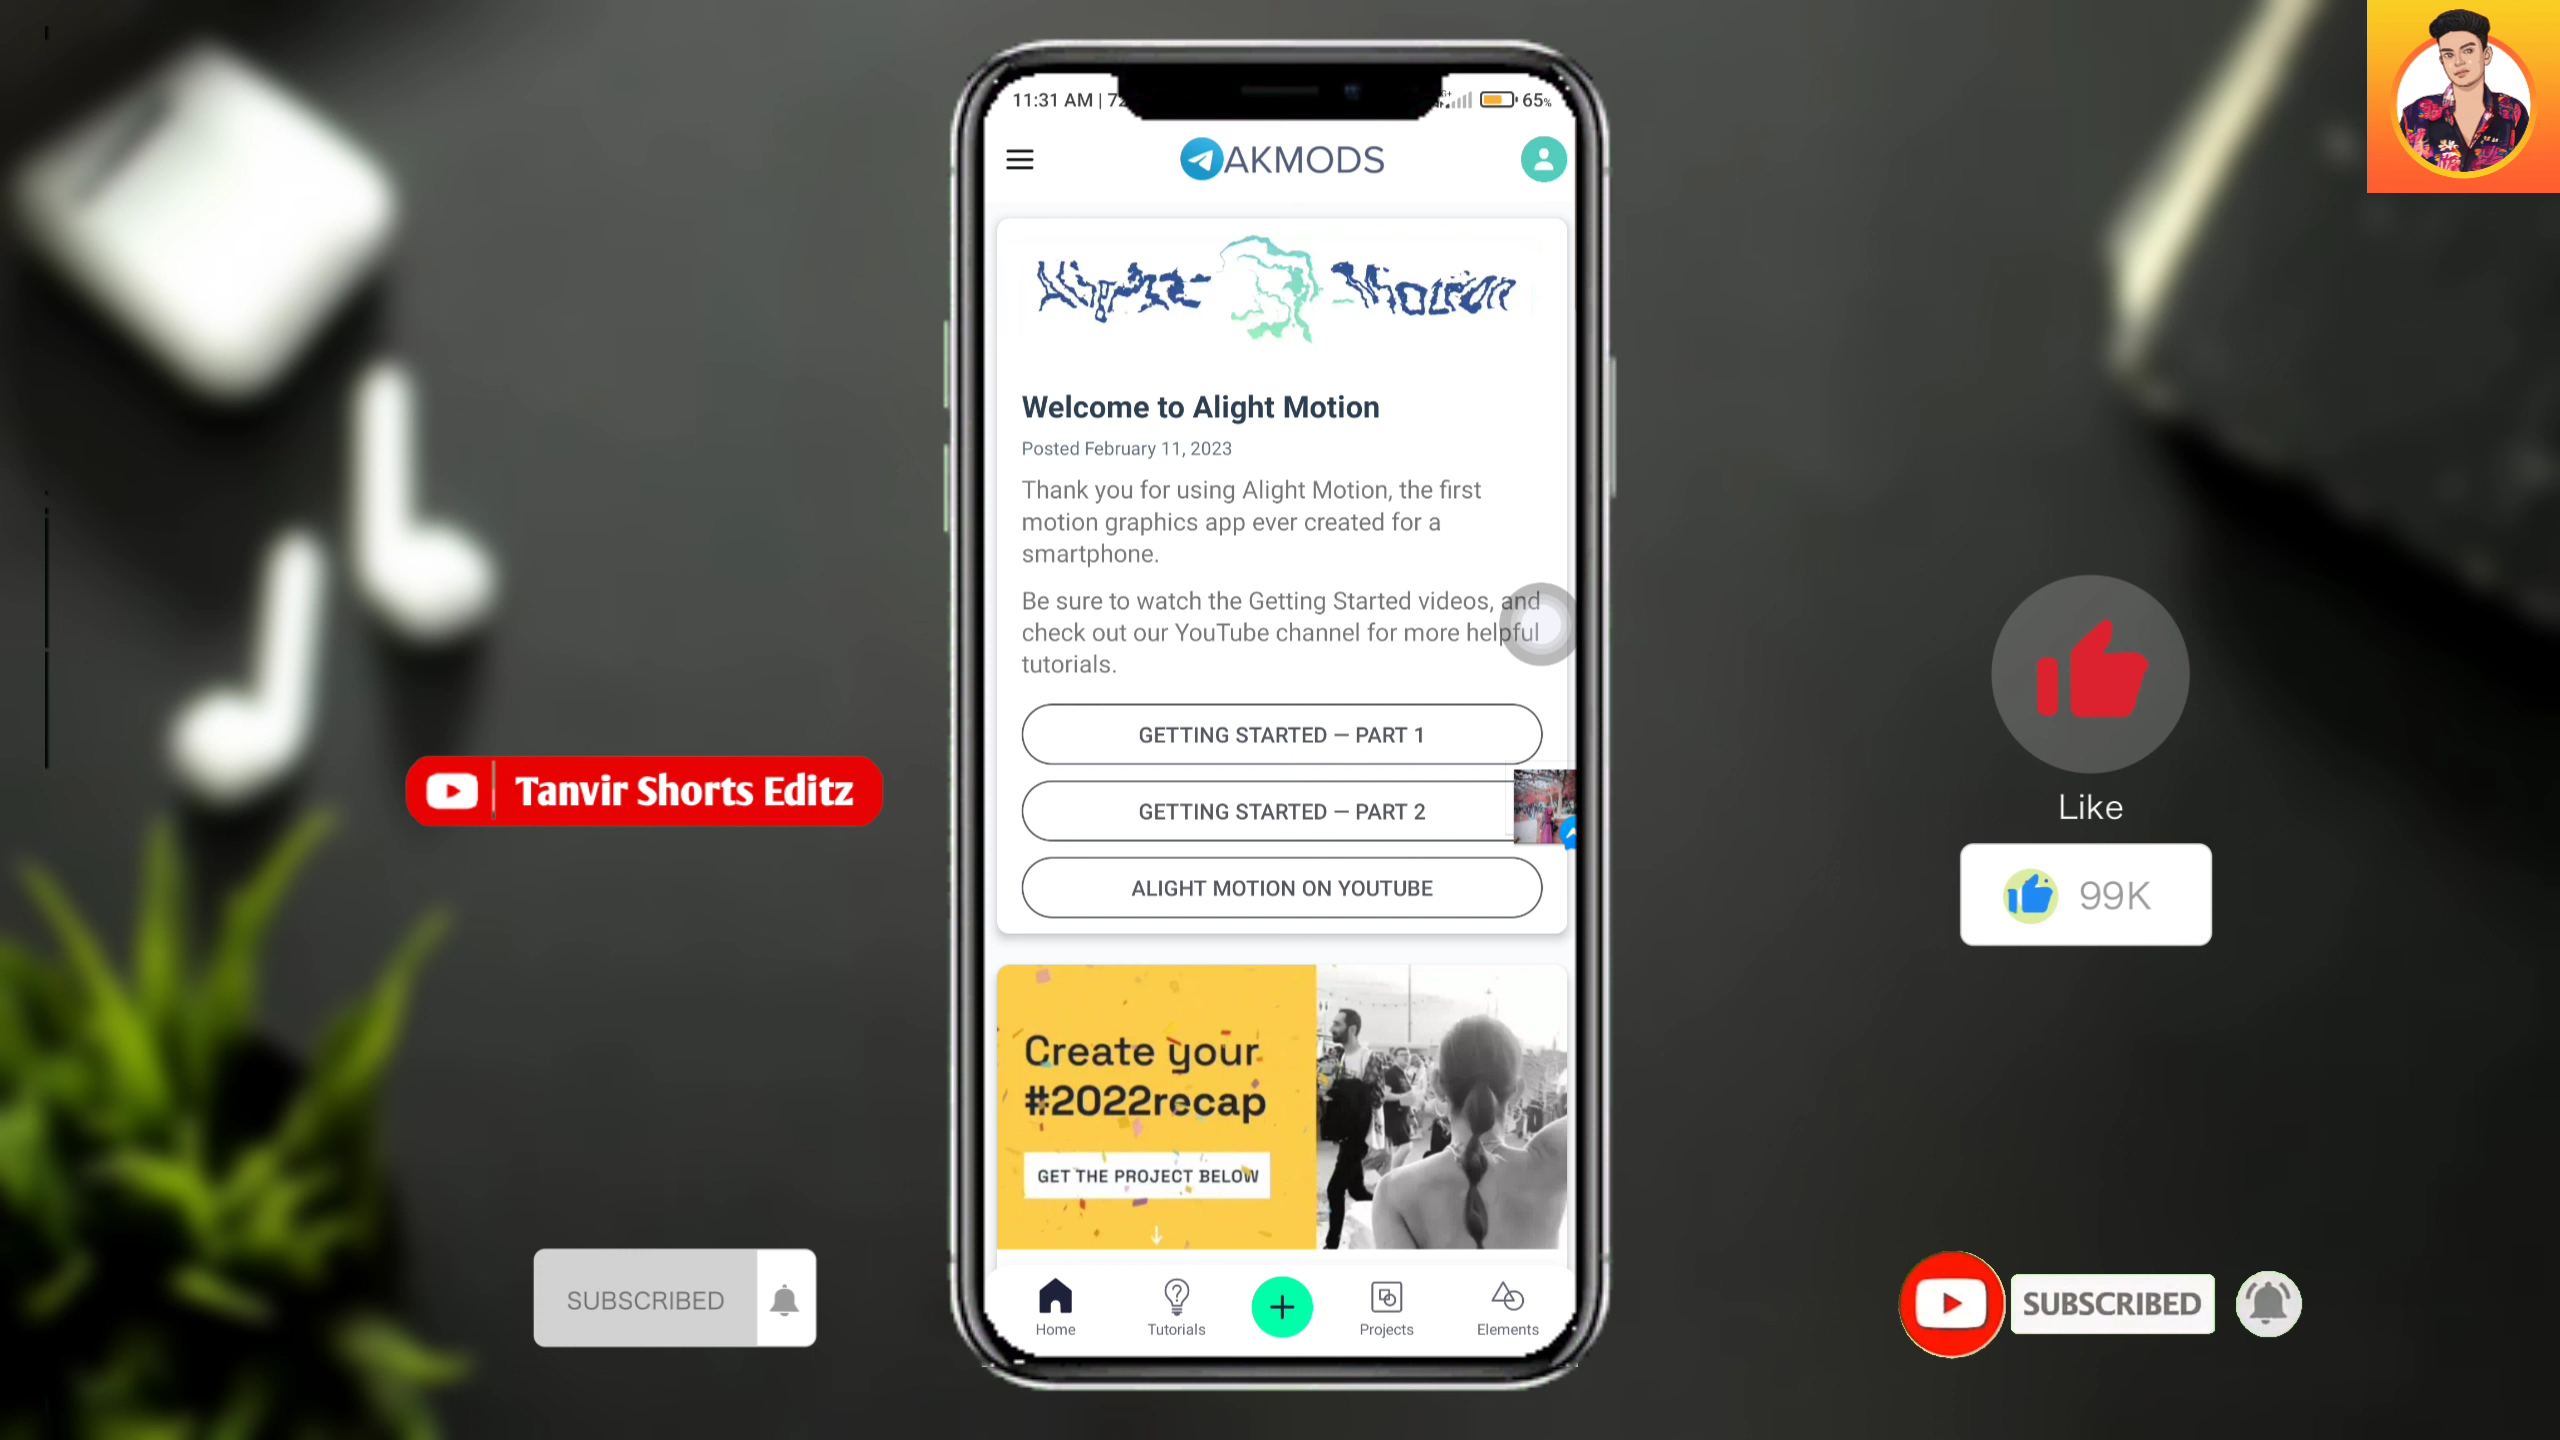 11:31 AM | 72
65%
AKMODS
Alight Motion
Welcome to Alight Motion
Posted February 11, 2023
Thank you for using Alight Motion, the first
motion graphics app ever created for a
smartphone.
Be sure to watch the Getting Started videos, and
check out our YouTube channel for more helpful
tutorials.
GETTING STARTED — PART 1
GETTING STARTED — PART 2
ALIGHT MOTION ON YOUTUBE
Create your
#2022recap
GET THE PROJECT BELOW
Home
Tutorials
Projects
Elements
Tanvir Shorts Editz
SUBSCRIBED
Like
99K
SUBSCRIBED